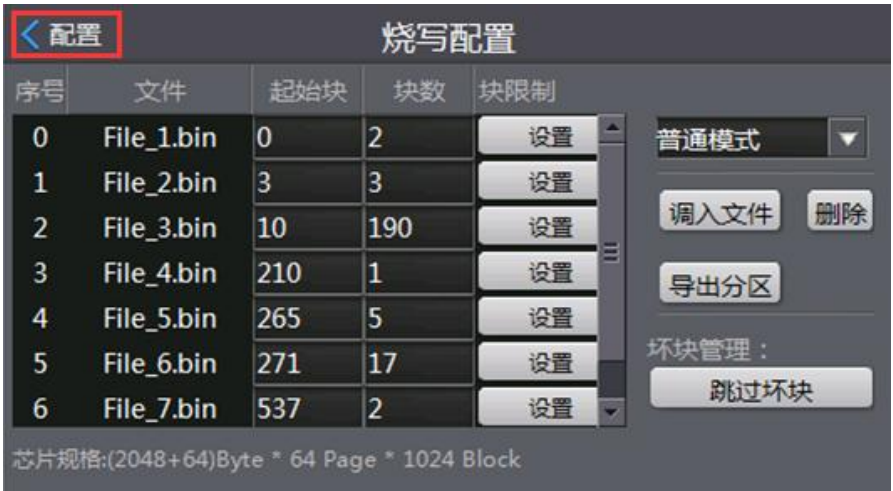 配置 烧写配置
序号 文件 起始块 块数 块限制
0 File_1.bin 0 2 设置 普通模式
1 File_2.bin 3 3 设置
调入文件 删除
2 File_3.bin 10 190 设置
3 File_4.bin 210 1 设置
导出分区
4 File_5.bin 265 5 设置
坏块管理：
5 File_6.bin 271 17 设置
跳过坏块
6 File_7.bin 537 2 设置
芯片规格:(2048+64)Byte * 64 Page * 1024 Block